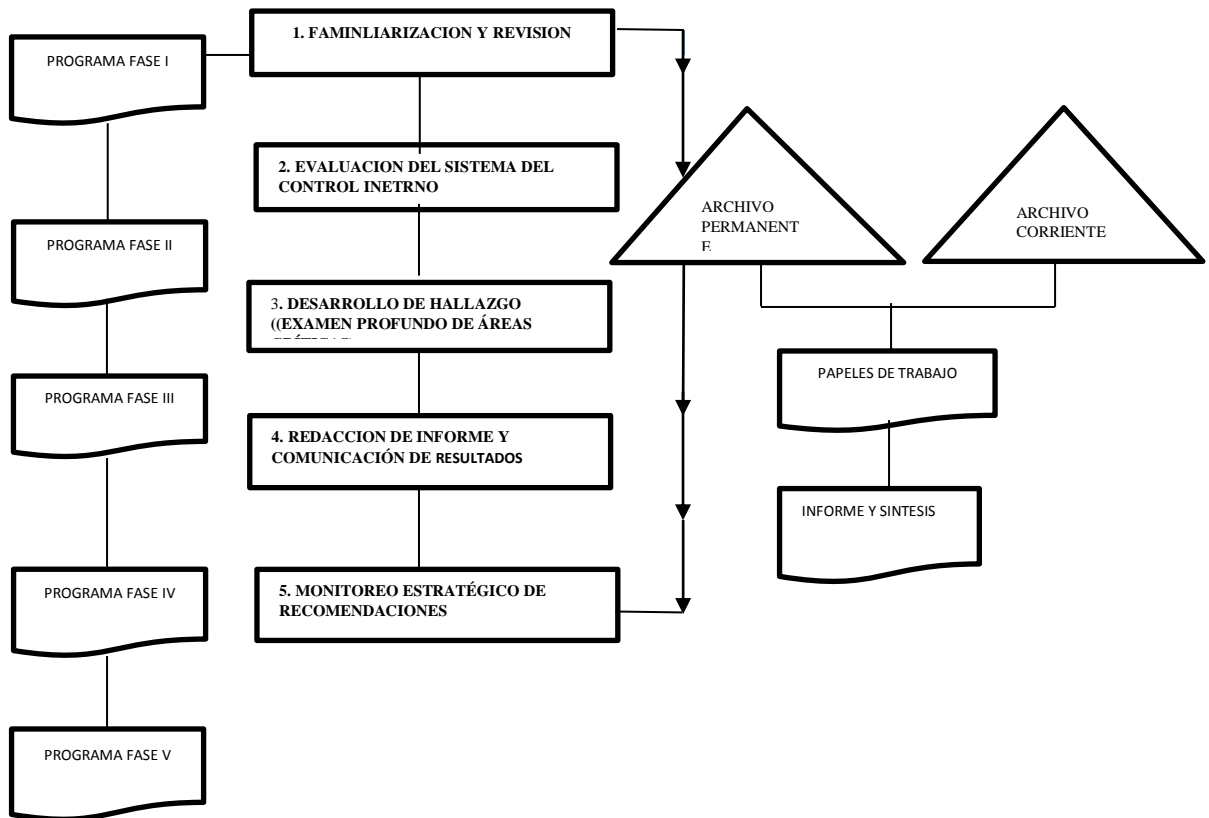 1. FAMINLIARIZACION Y REVISION
PROGRAMA FASE I
2. EVALUACION DEL SISTEMA DEL
CONTROL INETRNO
ARCHIVO
PERMANENT
E
ARCHIVO
CORRIENTE
PROGRAMA FASE II
3. DESARROLLO DE HALLAZGO
((EXAMEN PROFUNDO DE ÁREAS
PAPELES DE TRABAJO
PROGRAMA FASE III
4. REDACCION DE INFORME Y
COMUNICACIÓN DE RESULTADOS
INFORME Y SINTESIS
PROGRAMA FASE IV
5. MONITOREO ESTRATÉGICO DE
RECOMENDACIONES
PROGRAMA FASE V